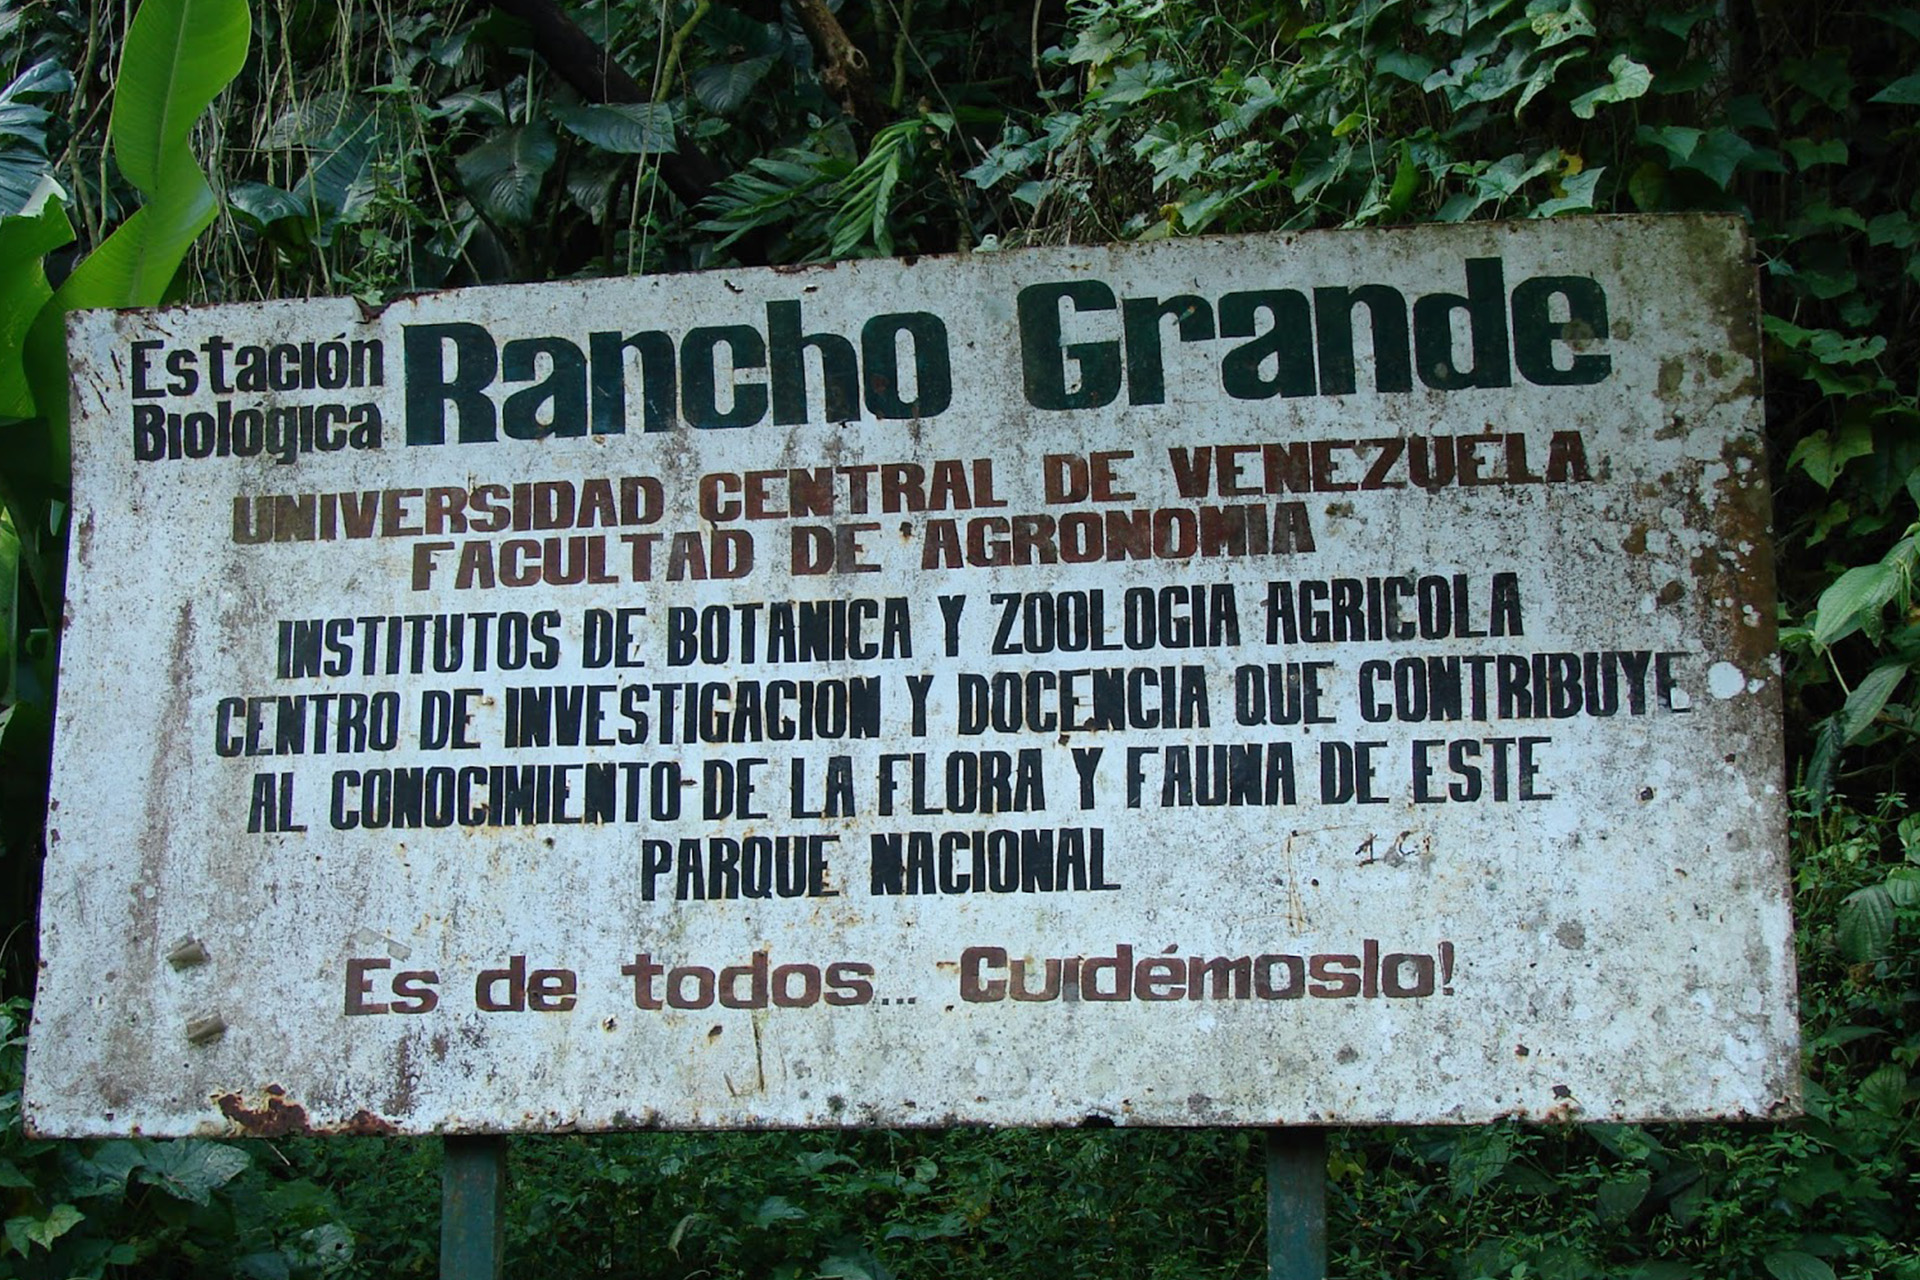 Estación
Biológica
Rancho Grande
UNIVERSIDAD CENTRAL DE VENEZUELA
FACULTAD DE AGRONOMIA
INSTITUTOS DE BOTANICA Y ZOOLOGIA AGRICOLA
CENTRO DE INVESTIGACION Y DOCENCIA QUE CONTRIBUYE
AL CONOCIMIENTO DE LA FLORA Y FAUNA DE ESTE
PARQUE NACIONAL
Es de todos... Cuidémoslo!